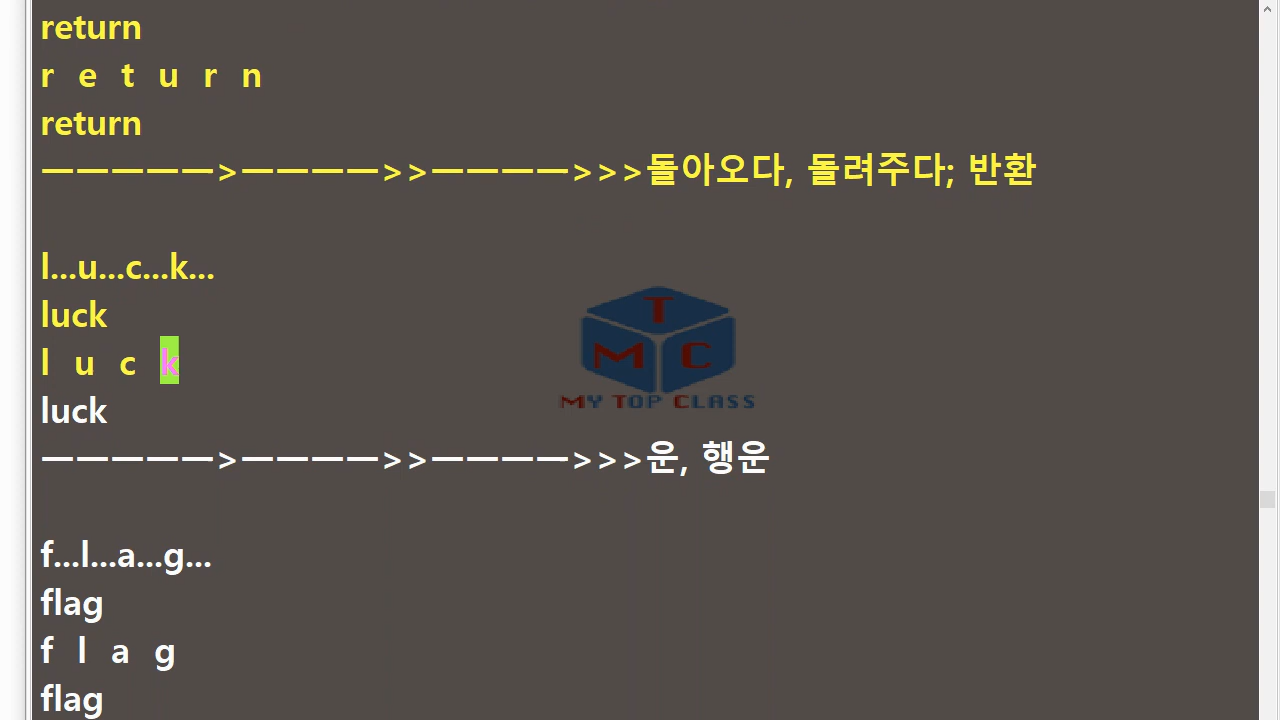 return
r e t u r n
return
ㅡㅡㅡㅡㅡ>ㅡㅡㅡㅡ>>ㅡㅡㅡㅡ>>>돌아오다, 돌려주다; 반환
l...u...c...k...
luck
l u c k
luck
ㅡㅡㅡㅡㅡ>ㅡㅡㅡㅡ>>ㅡㅡㅡㅡ>>>운, 행운
f...l...a...g...
flag
f l a g
flag
T
M C
MY TOP CLASS